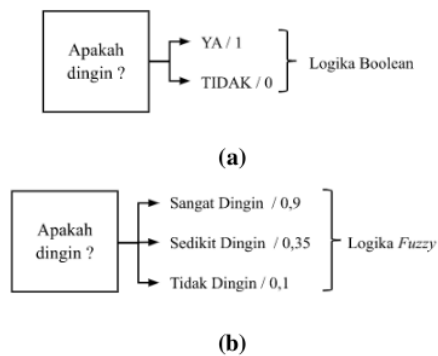 Apakah
dingin ?
YA / 1
TIDAK / 0
Logika Boolean
(a)
Apakah
dingin ?
Sangat Dingin / 0,9
Sedikit Dingin / 0,35
Tidak Dingin / 0,1
Logika Fuzzy
(b)